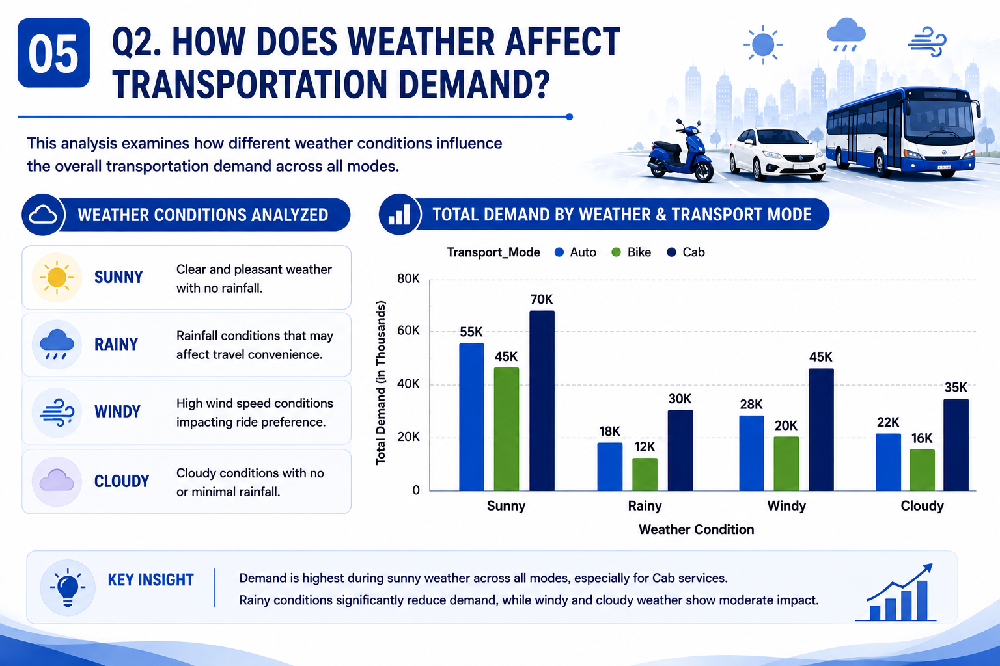 05
Q2. HOW DOES WEATHER AFFECT
TRANSPORTATION DEMAND?
This analysis examines how different weather conditions influence
the overall transportation demand across all modes.
WEATHER CONDITIONS ANALYZED
SUNNY
Clear and pleasant weather
with no rainfall.
RAINY
Rainfall conditions that may
affect travel convenience.
WINDY
High wind speed conditions
impacting ride preference.
CLOUDY
Cloudy conditions with no
or minimal rainfall.
TOTAL DEMAND BY WEATHER & TRANSPORT MODE
Transport_Mode Auto Bike Cab
Total Demand (in Thousands)
80K
60K
40K
20K
0
55K
45K
70K
18K
12K
30K
28K
20K
45K
22K
16K
35K
Sunny
Rainy
Windy
Cloudy
Weather Condition
KEY INSIGHT
Demand is highest during sunny weather across all modes, especially for Cab services.
Rainy conditions significantly reduce demand, while windy and cloudy weather show moderate impact.